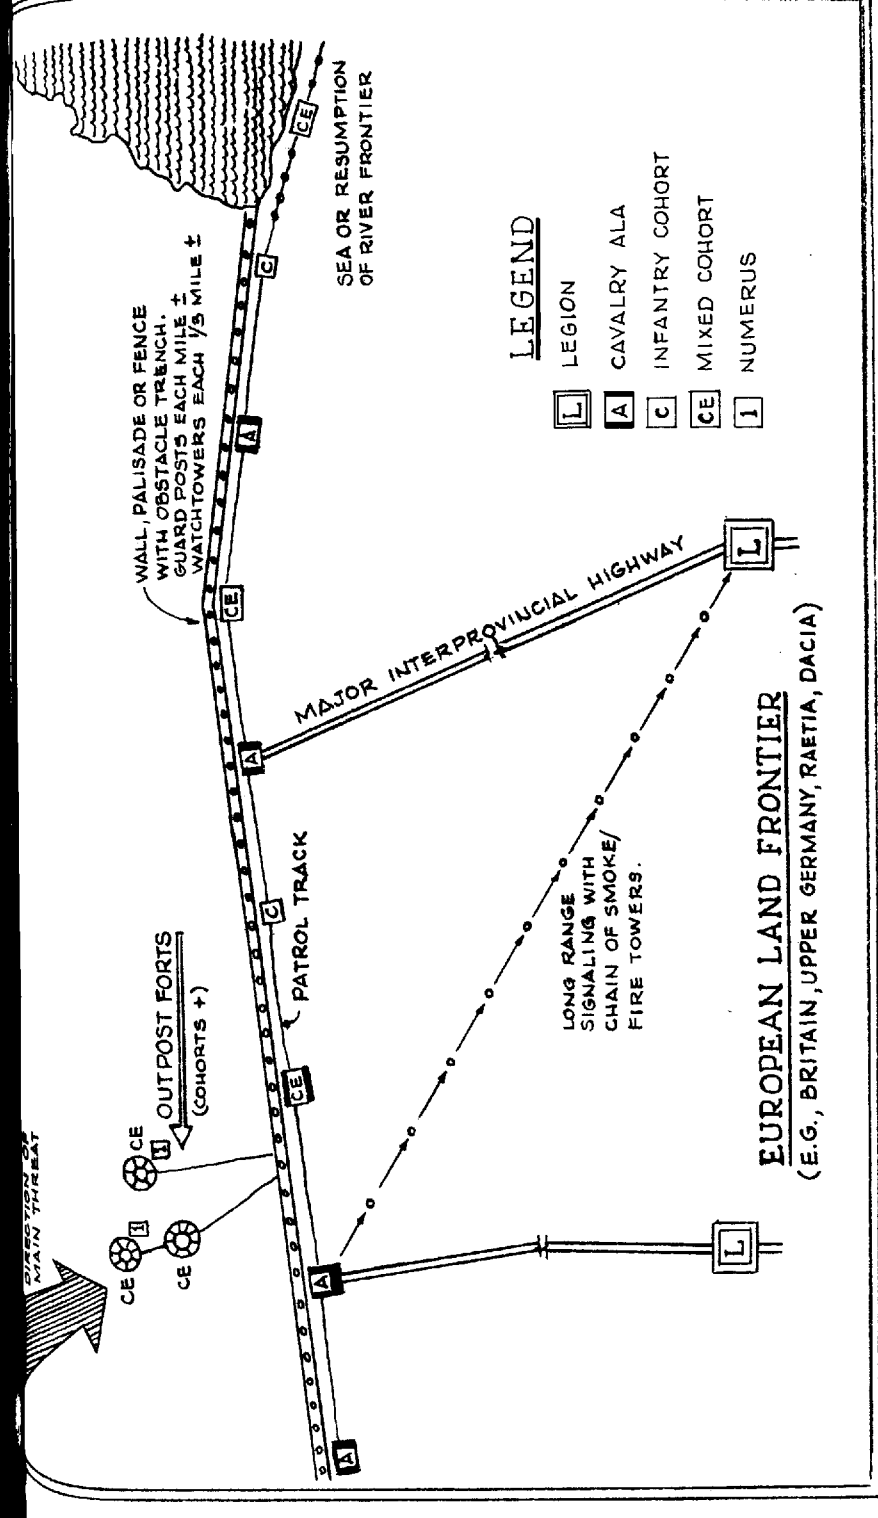 DIRECTION OF
MAIN THREAT
CE
1
CE
CE
1
OUTPOST FORTS
(COHORTS +)
WALL, PALISADE OR FENCE
WITH OBSTACLE TRENCH.
GUARD POSTS EACH MILE ±
WATCHTOWERS EACH 1/3 MILE ±
A
A
CE
PATROL TRACK
C
A
CE
A
C
CE
SEA OR RESUMPTION
OF RIVER FRONTIER
MAJOR INTERPROVINCIAL HIGHWAY
LONG RANGE
SIGNALING WITH
CHAIN OF SMOKE/
FIRE TOWERS.
L
L
LEGEND
L LEGION
A CAVALRY ALA
C INFANTRY COHORT
CE MIXED COHORT
1 NUMERUS
EUROPEAN LAND FRONTIER
(E.G., BRITAIN, UPPER GERMANY, RAETIA, DACIA)